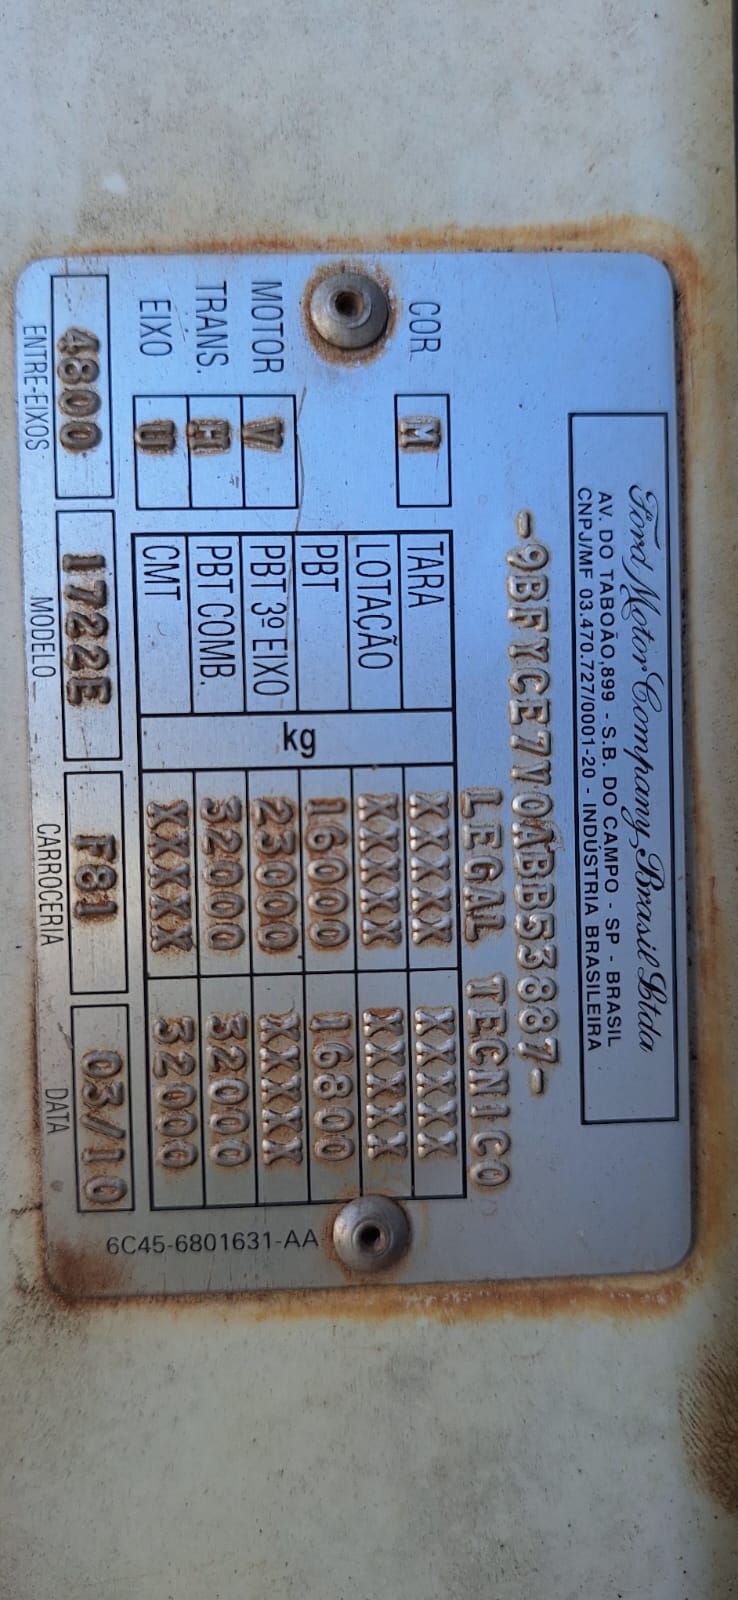 Ford Motor Company Brasil Ltda
AV. DO TABOÃO, 899 - S.B. DO CAMPO - SP - BRASIL
CNPJ/MF 03.470.727/0001-20 - INDÚSTRIA BRASILEIRA
-9BFYCE7V0ABB53887-
LEGAL TECNICO
COR M
TARA XXXXX XXXXX
LOTAÇÃO XXXXX XXXXX
PBT kg 16000 16800
MOTOR V
PBT 3º EIXO 23000 XXXXX
TRANS. M
PBT COMB. 32000 32000
EIXO U
CMT XXXXX 32000
6C45-6801631-AA
4800 1722E F81 03/10
ENTRE-EIXOS MODELO CARROCERIA DATA